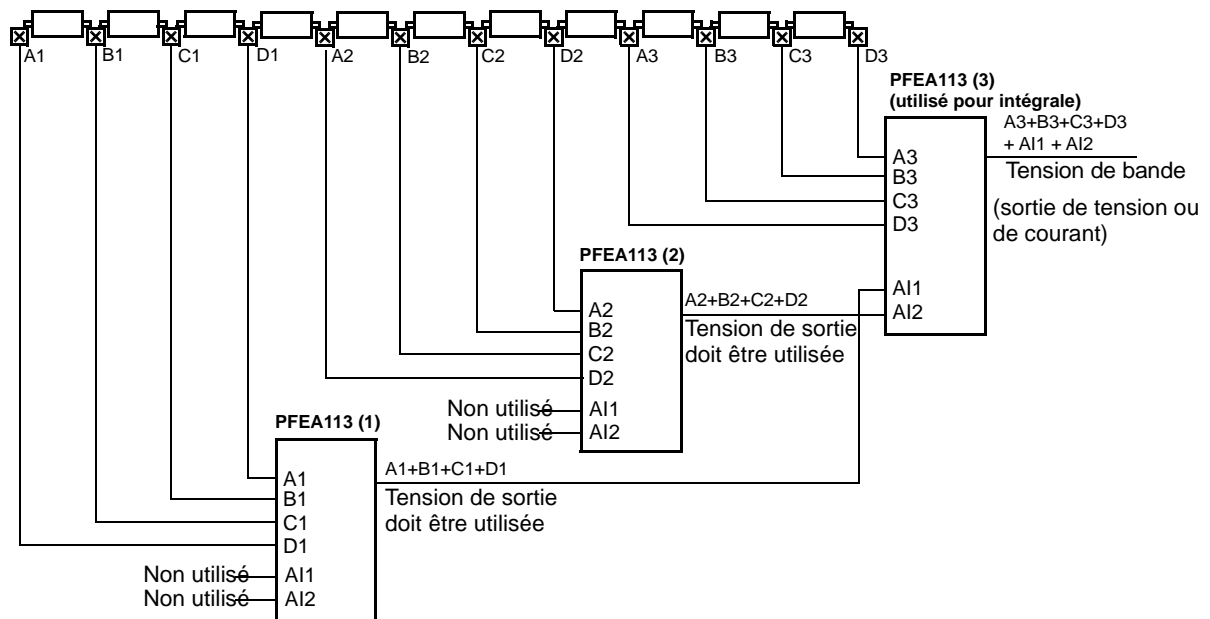 A1 B1 C1 D1 A2 B2 C2 D2 A3 B3 C3 D3
PFEA113 (3)
(utilisé pour intégrale)
A3
B3
C3
D3
AI1
AI2
A3+B3+C3+D3
+ AI1 + AI2
Tension de bande
(sortie de tension ou
de courant)
PFEA113 (2)
A2
B2
C2
D2
Non utilisé AI1
Non utilisé AI2
A2+B2+C2+D2
Tension de sortie
doit être utilisée
PFEA113 (1)
A1
B1
C1
D1
Non utilisé AI1
Non utilisé AI2
A1+B1+C1+D1
Tension de sortie
doit être utilisée